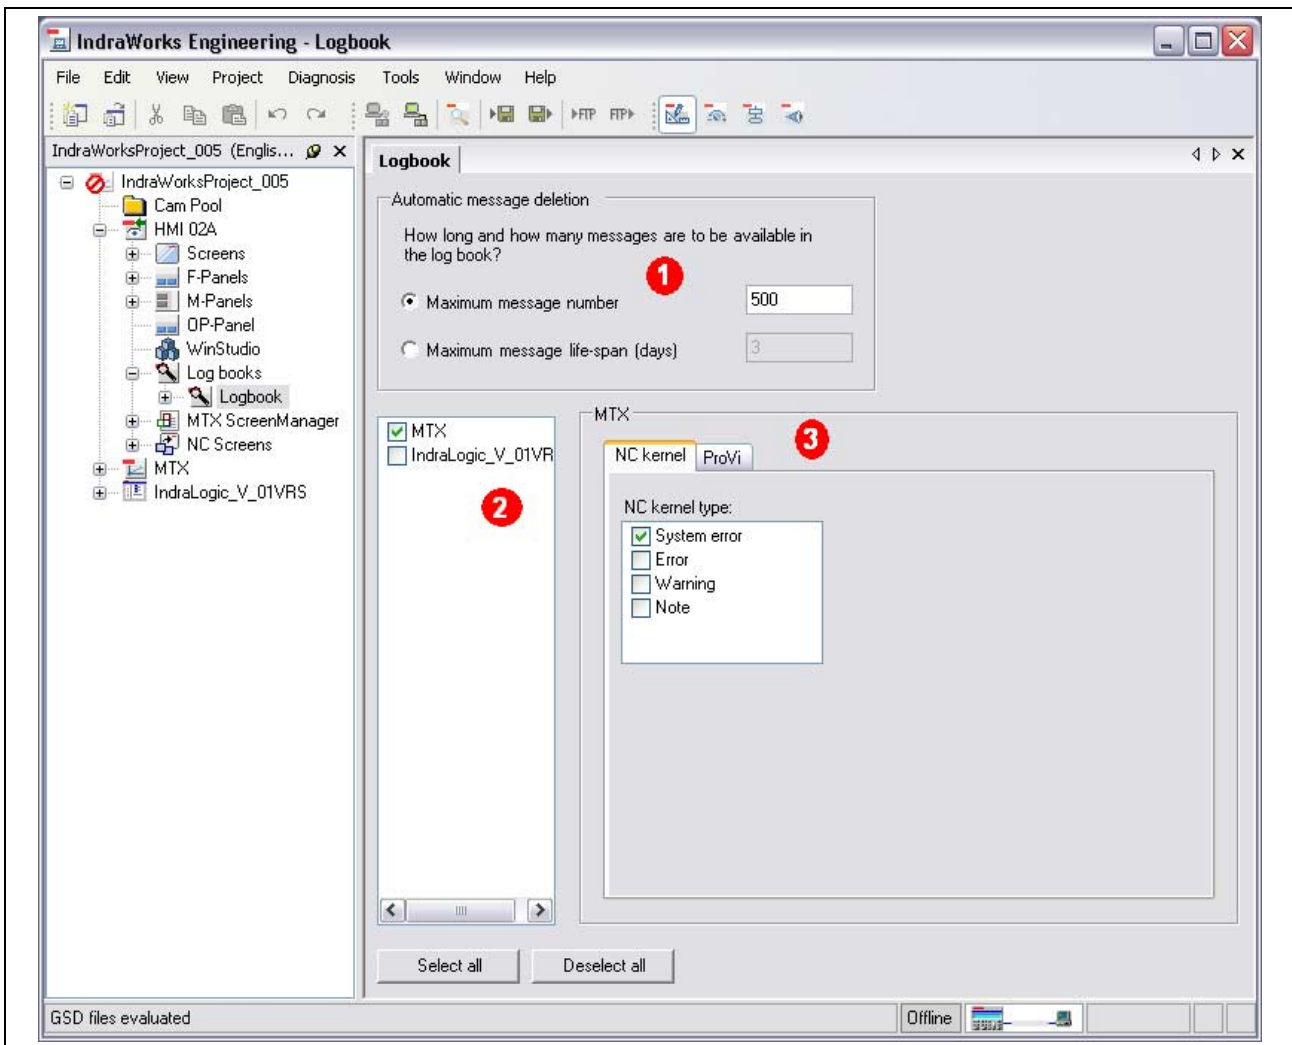 IndraWorks Engineering - Logbook
File Edit View Project Diagnosis Tools Window Help
FTP FTP
IndraWorksProject_005 (Englis...
IndraWorksProject_005
Cam Pool
HMI 02A
Screens
F-Panels
M-Panels
OP-Panel
WinStudio
Log books
Logbook
MTX ScreenManager
NC Screens
MTX
IndraLogic_V_01VRS
Logbook
Automatic message deletion
How long and how many messages are to be available in
the log book?
1
Maximum message number 500
Maximum message life-span (days) 3
MTX
IndraLogic_V_01VR
2
MTX
3
NC kernel ProVi
NC kernel type:
System error
Error
Warning
Note
Select all Deselect all
GSD files evaluated Offline